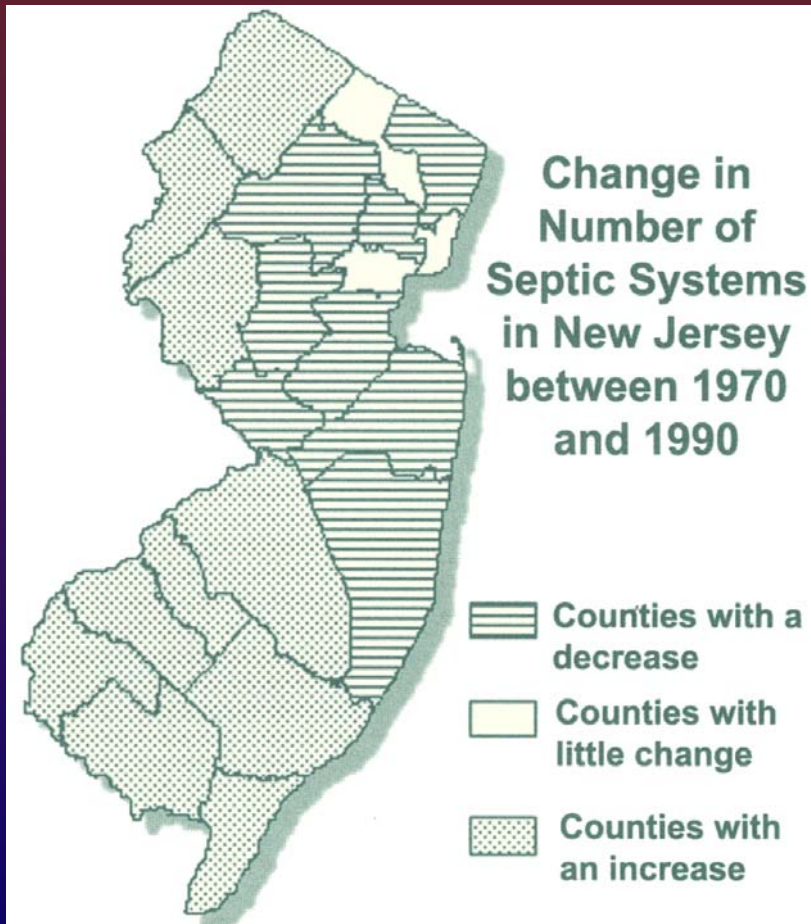 Change in
Number of
Septic Systems
in New Jersey
between 1970
and 1990
Counties with a
decrease
Counties with
little change
Counties with
an increase